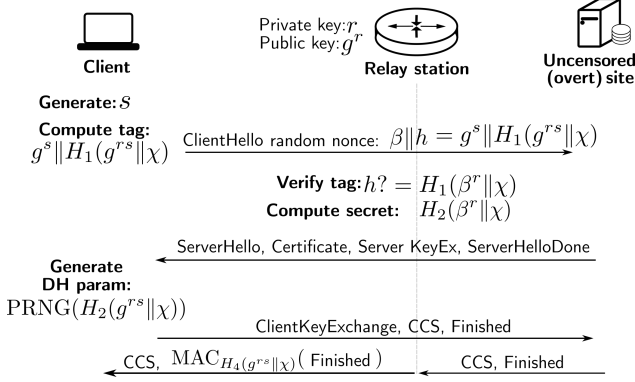 Private key: r
Public key: g^r
Client
Relay station
Uncensored
(overt) site
Generate: s
Compute tag:
g^s‖H_1(g^{rs}‖χ)
ClientHello random nonce: β‖h = g^s‖H_1(g^{rs}‖χ)
Verify tag: h? = H_1(β^r‖χ)
Compute secret: H_2(β^r‖χ)
ServerHello, Certificate, Server KeyEx, ServerHelloDone
Generate
DH param:
PRNG(H_2(g^{rs}‖χ))
ClientKeyExchange, CCS, Finished
CCS, MAC_{H_4(g^{rs}‖χ)}( Finished )
CCS, Finished